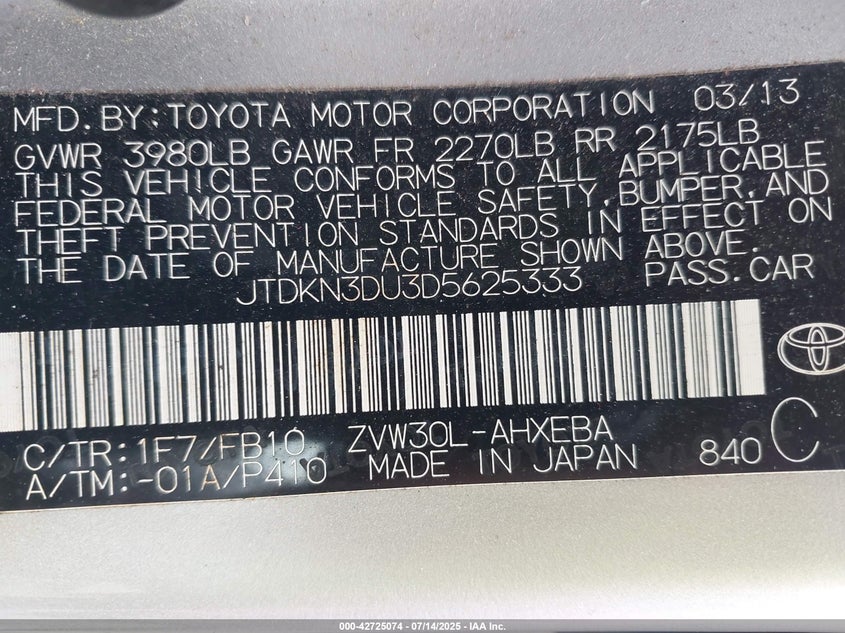 MFD.BY:TOYOTA MOTOR CORPORATION 03/13
GVWR 3980LB GAWR FR 2270LB RR 2175LB
THIS VEHICLE CONFORMS TO ALL APPLICABLE
FEDERAL MOTOR VEHICLE SAFETY,BUMPER,AND
THEFT PREVENTION STANDARDS IN EFFECT ON
THE DATE OF MANUFACTURE SHOWN ABOVE.
JTDKN3DU3D5625333 PASS.CAR
C/TR:1F7/FB10 ZVW30L-AHXEBA
A/TM:-01A/P410 MADE IN JAPAN 840 C
000-42725074 - 07/14/2025 - IAA Inc.